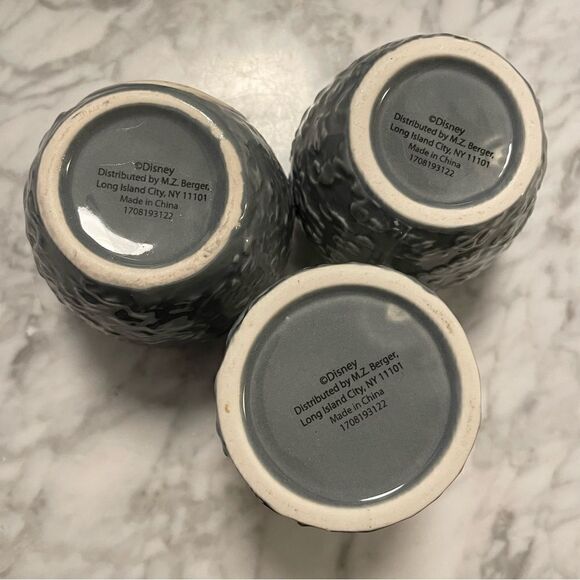 ©Disney
Distributed by M.Z. Berger,
Long Island City, NY 11101
Made in China
1708193122
©Disney
Distributed by M.Z. Berger,
Long Island City, NY 11101
Made in China
1708193122
©Disney
Distributed by M.Z. Berger,
Long Island City, NY 11101
Made in China
1708193122